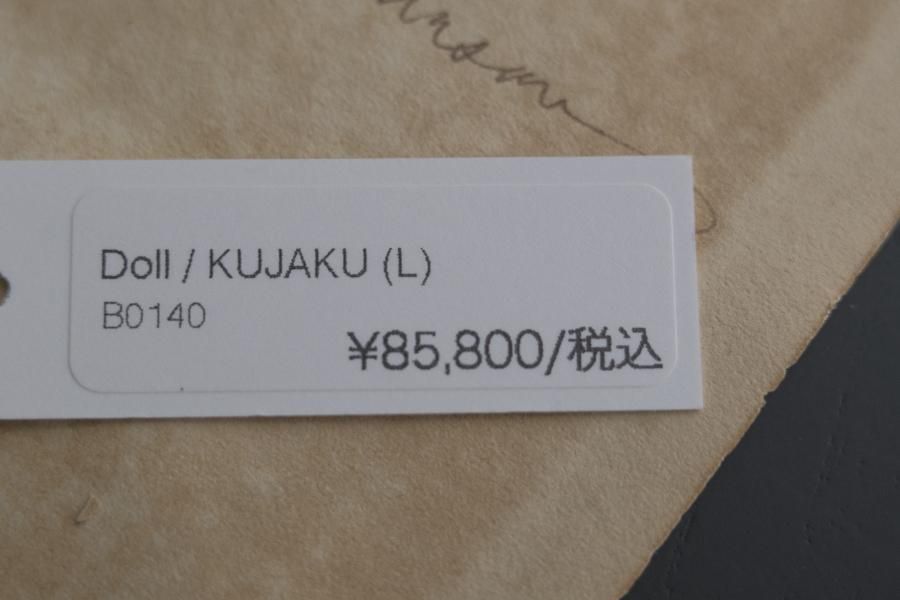 Doll / KUJAKU (L)
B0140
¥85,800/税込